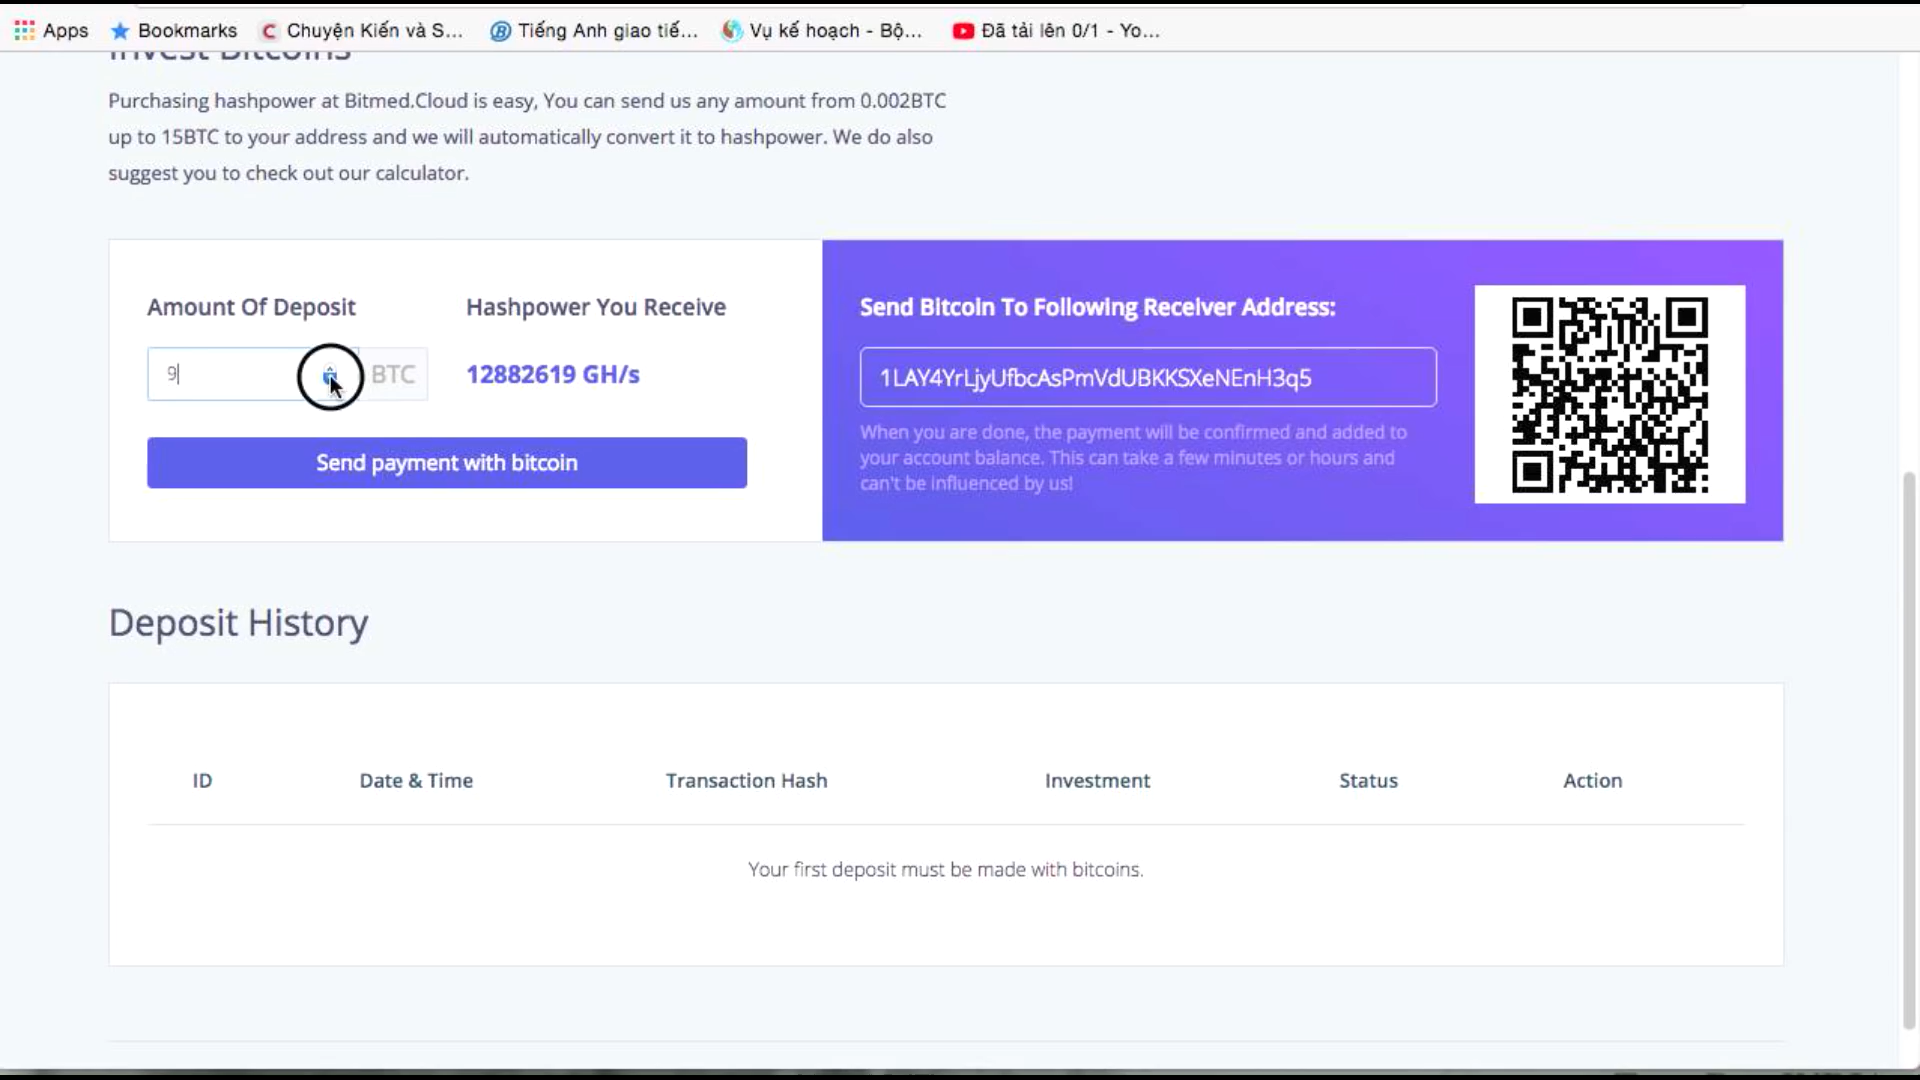 Apps
Bookmarks
Chuyện Kiến và S...
Tiếng Anh giao tiế...
Vụ kế hoạch - Bộ...
Đã tải lên 0/1 - Yo...
Invest Bitcoins
Purchasing hashpower at Bitmed.Cloud is easy, You can send us any amount from 0.002BTC
up to 15BTC to your address and we will automatically convert it to hashpower. We do also
suggest you to check out our calculator.
Amount Of Deposit
9
BTC
Hashpower You Receive
12882619 GH/s
Send payment with bitcoin
Send Bitcoin To Following Receiver Address:
1LAY4YrLjyUfbcAsPmVdUBKKSXeNEnH3q5
When you are done, the payment will be confirmed and added to
your account balance. This can take a few minutes or hours and
can't be influenced by us!
Deposit History
ID
Date & Time
Transaction Hash
Investment
Status
Action
Your first deposit must be made with bitcoins.